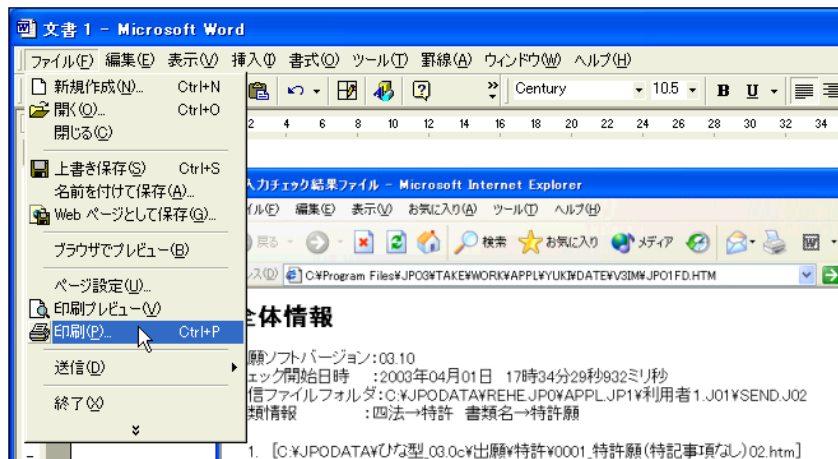 文書 1 - Microsoft Word
ファイル(F) 編集(E) 表示(V) 挿入(I) 書式(O) ツール(T) 罫線(A) ウィンドウ(W) ヘルプ(H)
新規作成(N)... Ctrl+N
Century 10.5 B U
開く(O)... Ctrl+O
閉じる(C)
2 4 6 8 10 12 14 16 18 20 22 24 26 28 30 32 34
上書き保存(S) Ctrl+S
入力チェック結果ファイル - Microsoft Internet Explorer
名前を付けて保存(A)...
Web ページとして保存(G)...
イル(F) 編集(E) 表示(V) お気に入り(A) ツール(T) ヘルプ(H)
ブラウザでプレビュー(B)
戻る 検索 お気に入り メディア
ページ設定(U)...
レス(D) C:¥Program Files¥JPO3¥TAKE¥WORK¥APPL¥YUKI¥DATE¥V3IM¥JPO1FD.HTM
印刷プレビュー(V)
全体情報
印刷(P)... Ctrl+P
願ソフトバージョン:03.10
送信(D)
ェック開始日時 :2003年04月01日 17時34分29秒932ミリ秒
信ファイルフォルダ:C:¥JPODATA¥REHE.JP0¥APPL.JP1¥利用者1.J01¥SEND.J02
終了(X)
類情報 :四法→特許 書類名→特許願
1. [C:¥JPODATA¥ひな型_03.0c¥出願¥特許¥0001_特許願(特記事項なし)02.htm]